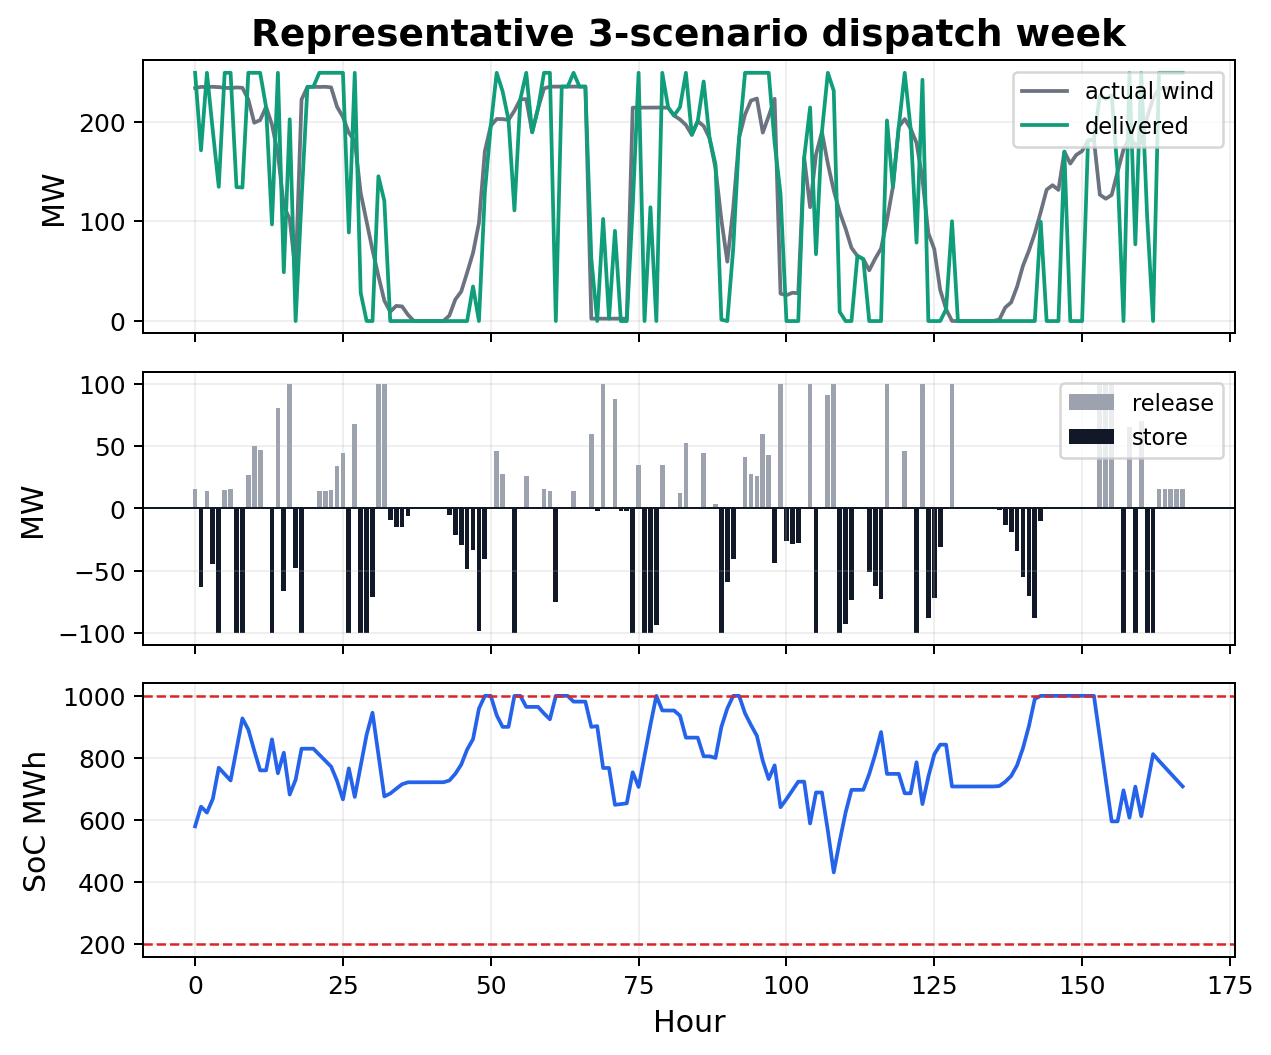 Representative 3-scenario dispatch week
MW
200
100
0
actual wind
delivered
MW
100
50
0
−50
−100
release
store
SoC MWh
1000
800
600
400
200
0 25 50 75 100 125 150 175
Hour